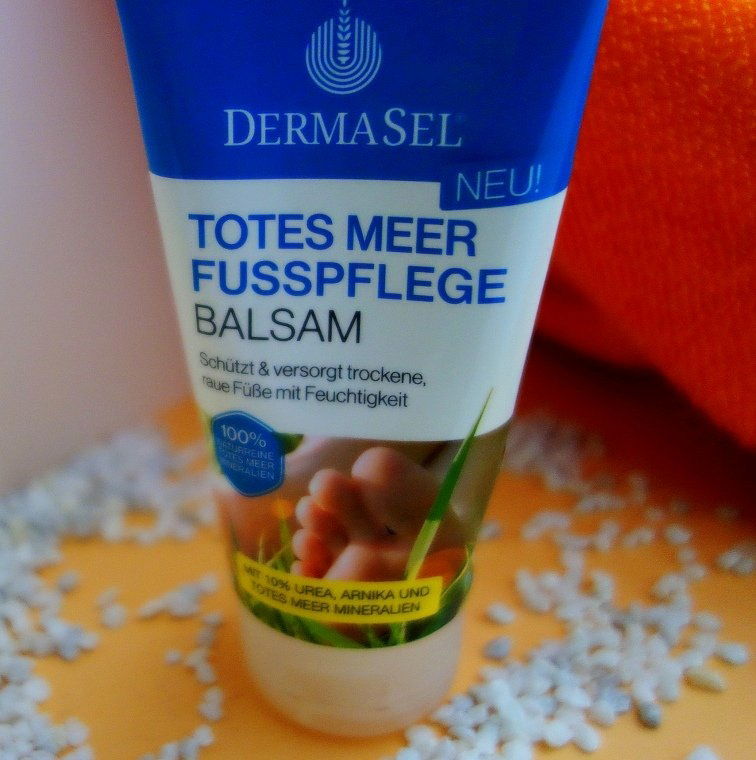 DERMASEL
NEU!
TOTES MEER
FUSSPFLEGE
BALSAM
Schützt & versorgt trockene,
raue Füße mit Feuchtigkeit
100%
NATURREINE
TOTES MEER
MINERALIEN
MIT 10% UREA, ARNIKA UND
TOTES MEER MINERALIEN